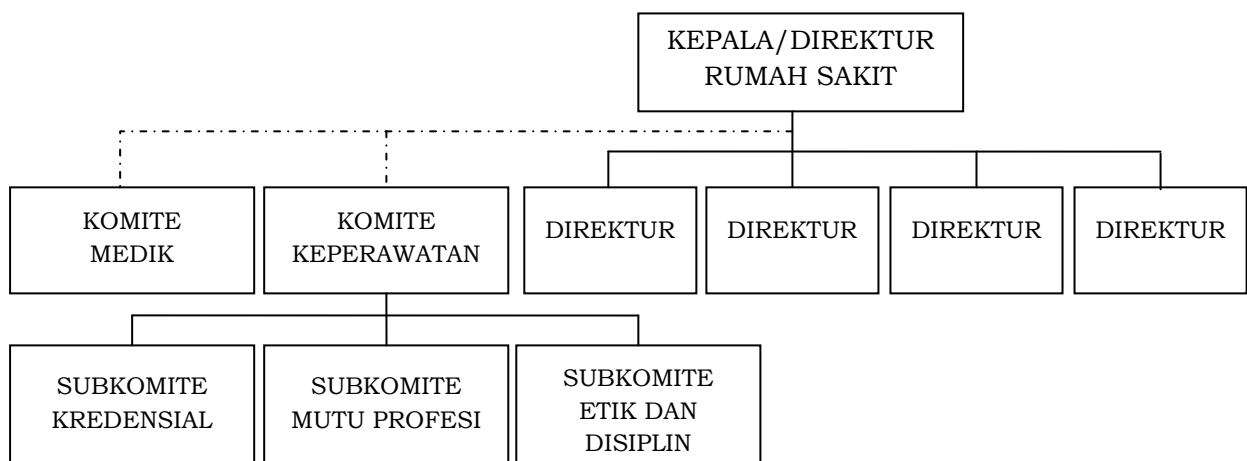 KEPALA/DIREKTUR
RUMAH SAKIT
KOMITE
MEDIK
KOMITE
KEPERAWATAN
DIREKTUR
DIREKTUR
DIREKTUR
DIREKTUR
SUBKOMITE
KREDENSIAL
SUBKOMITE
MUTU PROFESI
SUBKOMITE
ETIK DAN
DISIPLIN